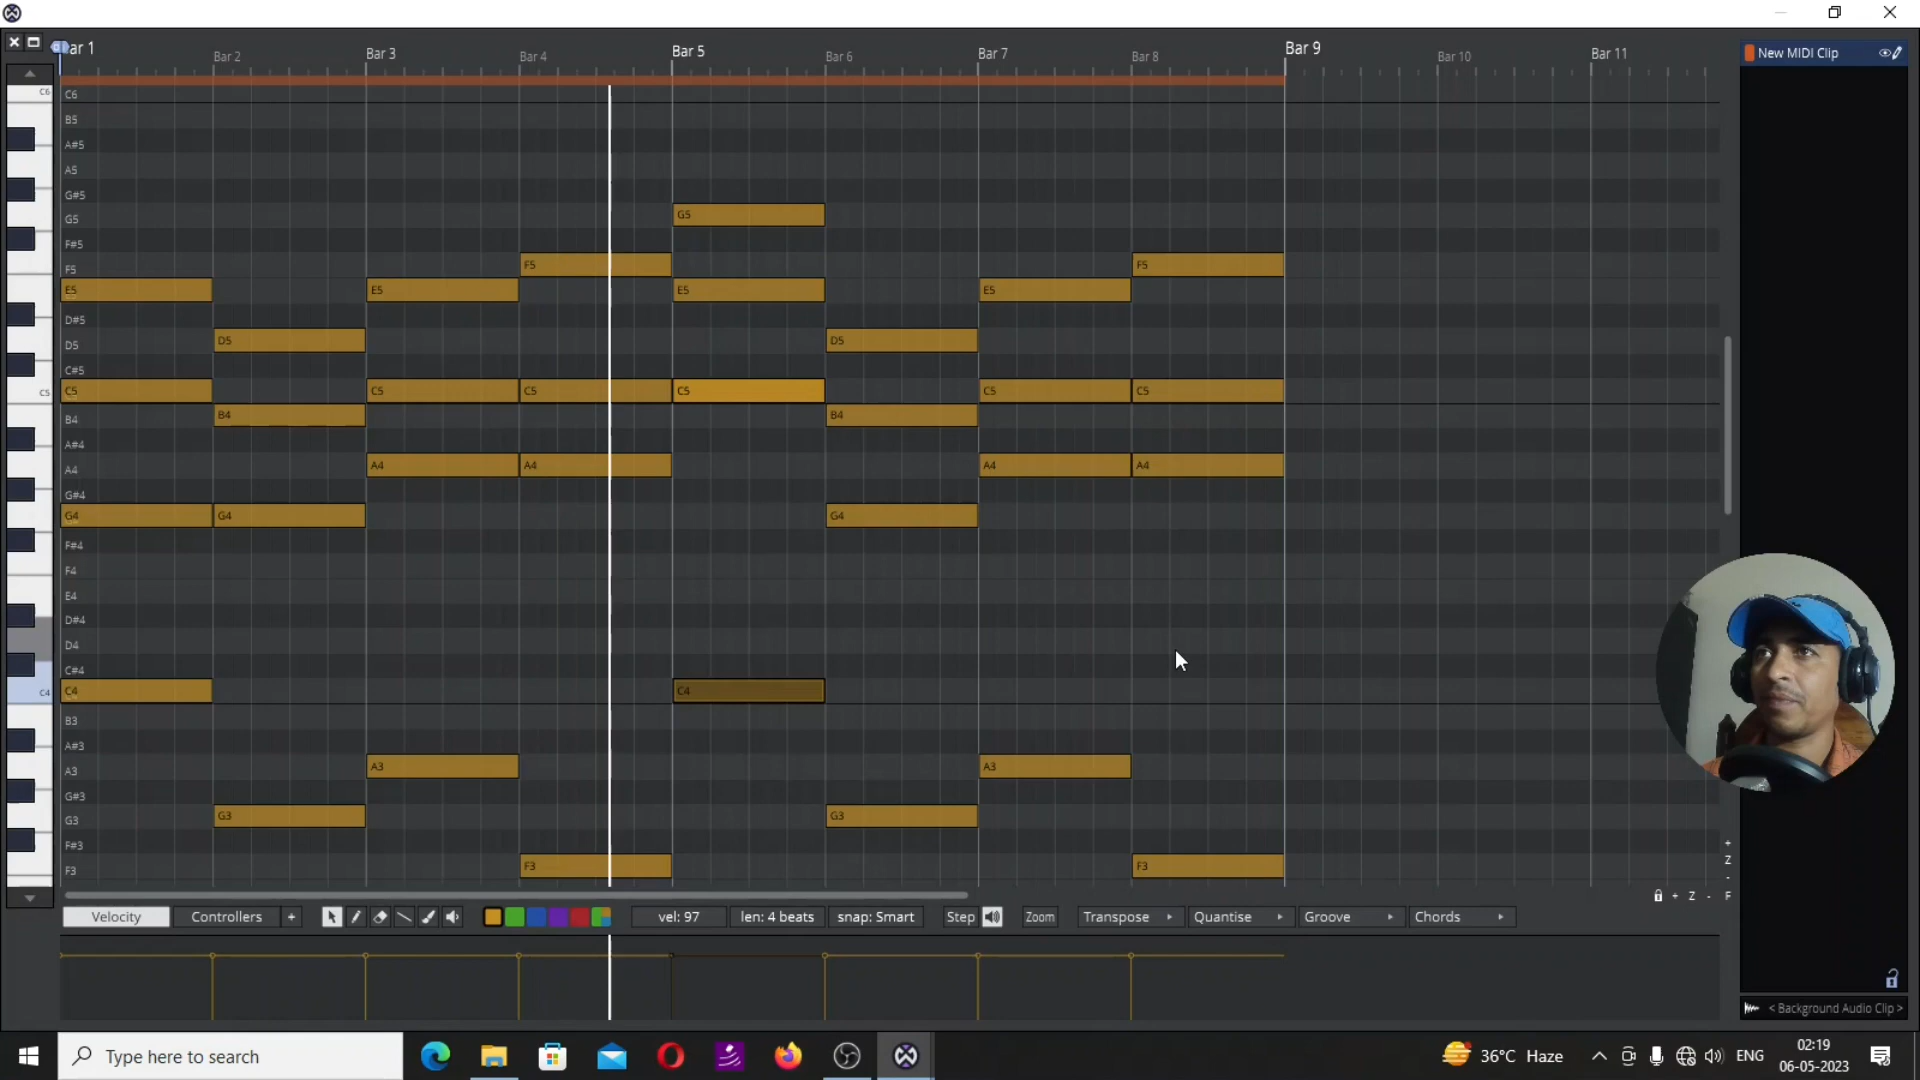 Bar 1
Bar 2
Bar 3
Bar 4
Bar 5
Bar 6
Bar 7
Bar 8
Bar 9
Bar 10
Bar 11
New MIDI Clip
C6 C6
B5
A#5
A5
G#5
G5 G5
F#5
F5 F5 F5
E5 E5 E5 E5
D#5
D5 D5 D5
C#5
C5 C5 C5 C5 C5 C5 C5
B4 B4 B4
A#4
A4 A4 A4 A4 A4
G#4
G4 G4 G4
F#4
F4
E4
D#4
D4
C#4
C4 C4 C4
B3
A#3
A3 A3 A3
G#3
G3 G3 G3
F#3
F3 F3 F3
+
Z
-
+ Z - F
Velocity Controllers + vel: 97 len: 4 beats snap: Smart Step Zoom Transpose Quantise Groove Chords
< Background Audio Clip >
Type here to search 36°C Haze ENG 02:19
06-05-2023